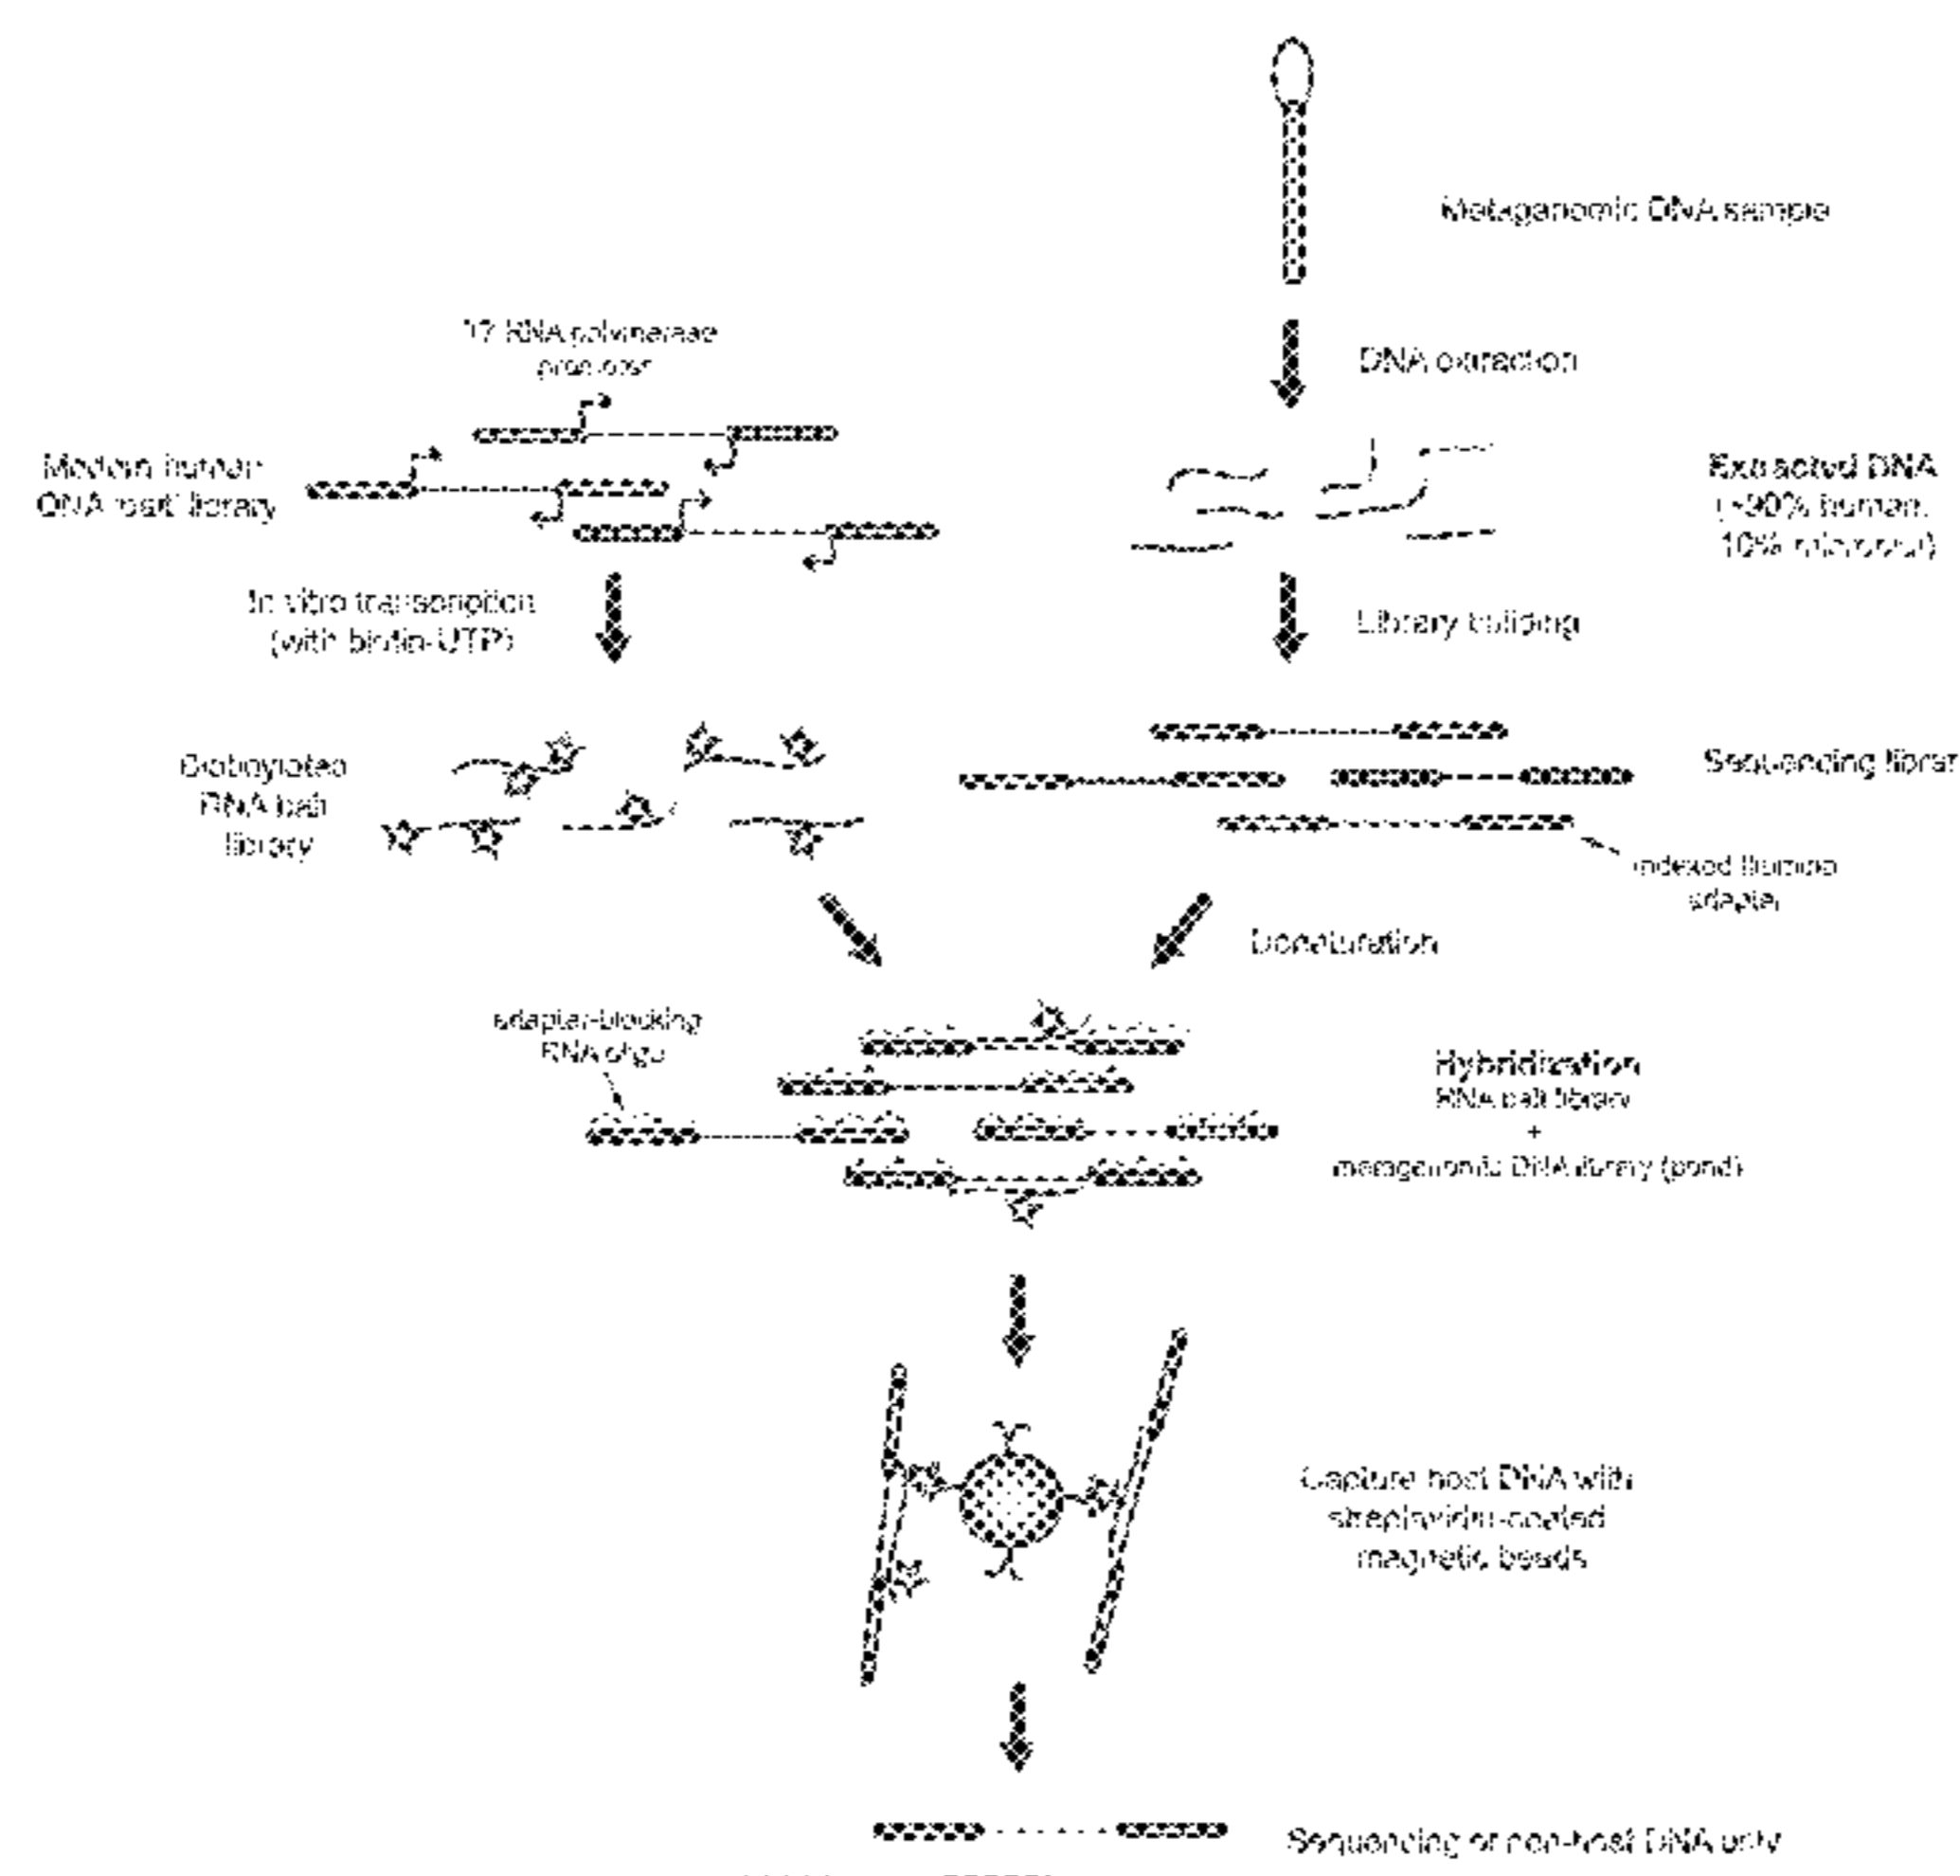 Metagenomic DNA sample
T7 RNA polymerase
promoter
DNA extraction
Modern human
DNA 'bait' library
Extracted DNA
(~90% human,
10% microbial)
In vitro transcription
(with biotin-UTP)
Library building
Biotinylated
RNA bait
library
Sequencing librar
indexed Illumina
adapter
Denaturation
adapter-blocking
RNA oligo
Hybridization
RNA bait library
+
metagenomic DNA library (pond)
Capture host DNA with
streptavidin-coated
magnetic beads
Sequencing of non-host DNA only